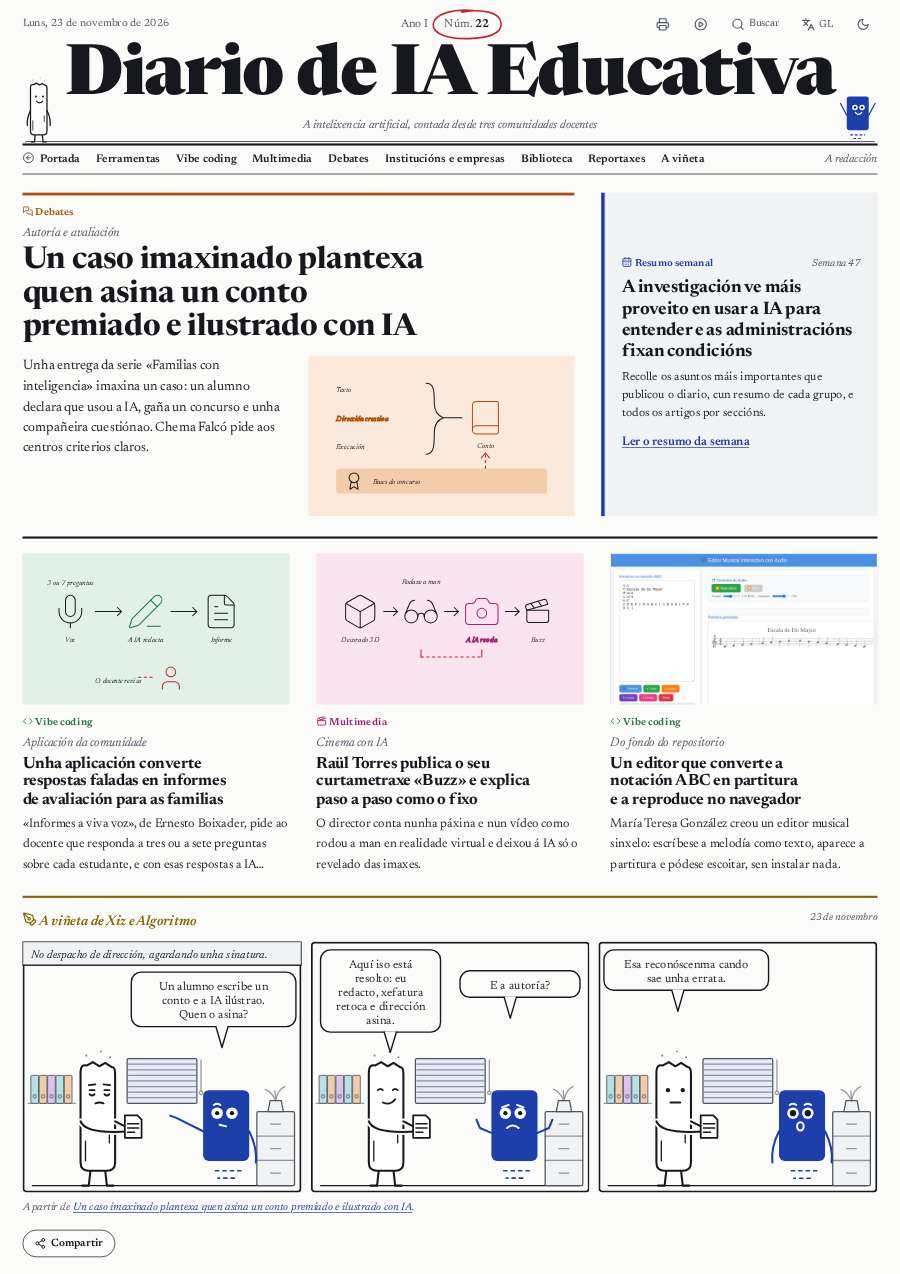 Luns, 23 de novembro de 2026
Ano I Núm. 22
Buscar
GL
Diario de IA Educativa
A intelixencia artificial, contada desde tres comunidades docentes
Portada Ferramentas Vibe coding Multimedia Debates Institucións e empresas Biblioteca Reportaxes A viñeta
A redacción
Debates
Autoría e avaliación
Un caso imaxinado plantexa
quen asina un conto
premiado e ilustrado con IA
Unha entrega da serie «Familias con
inteligencia» imaxina un caso: un alumno
declara que usou a IA, gaña un concurso e unha
compañeira cuestiónao. Chema Falcó pide aos
centros criterios claros.
Texto
Dirección creativa
Execución
Conto
Bases do concurso
Resumo semanal
Semana 47
A investigación ve máis
proveito en usar a IA para
entender e as administracións
fixan condicións
Recolle os asuntos máis importantes que
publicou o diario, cun resumo de cada grupo, e
todos os artigos por seccións.
Ler o resumo da semana
3 ou 7 preguntas
Voz
A IA redacta
Informe
O docente revisa
Vibe coding
Aplicación da comunidade
Unha aplicación converte
respostas faladas en informes
de avaliación para as familias
«Informes a viva voz», de Ernesto Boixader, pide ao
docente que responda a tres ou a sete preguntas
sobre cada estudante, e con esas respostas a IA...
Rodaxe a man
Decorado 3D
A IA revela
Buzz
Multimedia
Cinema con IA
Raül Torres publica o seu
curtametraxe «Buzz» e explica
paso a paso como o fixo
O director conta nunha páxina e nun vídeo como
rodou a man en realidade virtual e deixou á IA só o
revelado das imaxes.
Editor Musical Interactivo con Audio
Escala de Do Mayor
Vibe coding
Do fondo do repositorio
Un editor que converte a
notación ABC en partitura
e a reproduce no navegador
María Teresa González creou un editor musical
sinxelo: escríbese a melodía como texto, aparece a
partitura e pódese escoitar, sen instalar nada.
A viñeta de Xiz e Algoritmo
23 de novembro
No despacho de dirección, agardando unha sinatura.
Un alumno escribe un
conto e a IA ilústrao.
Quen o asina?
Aquí iso está
resolto: eu
redacto, xefatura
retoca e dirección
asina.
E a autoría?
Esa recoñéscenma cando
sae unha errata.
A partir de Un caso imaxinado plantexa quen asina un conto premiado e ilustrado con IA.
Compartir